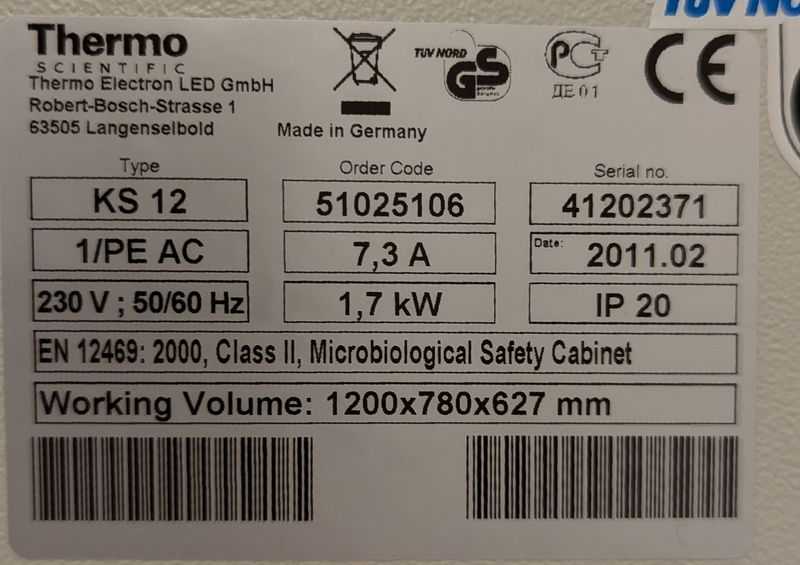 TÜV NO
Thermo
SCIENTIFIC
Thermo Electron LED GmbH
Robert-Bosch-Strasse 1
63505 Langenselbold
Made in Germany
TÜV NORD
GS
РСТ
ДЕ 01
CE
Type
Order Code
Serial no.
KS 12
51025106
41202371
1/PE AC
7,3 A
Date: 2011.02
230 V ; 50/60 Hz
1,7 kW
IP 20
EN 12469: 2000, Class II, Microbiological Safety Cabinet
Working Volume: 1200x780x627 mm